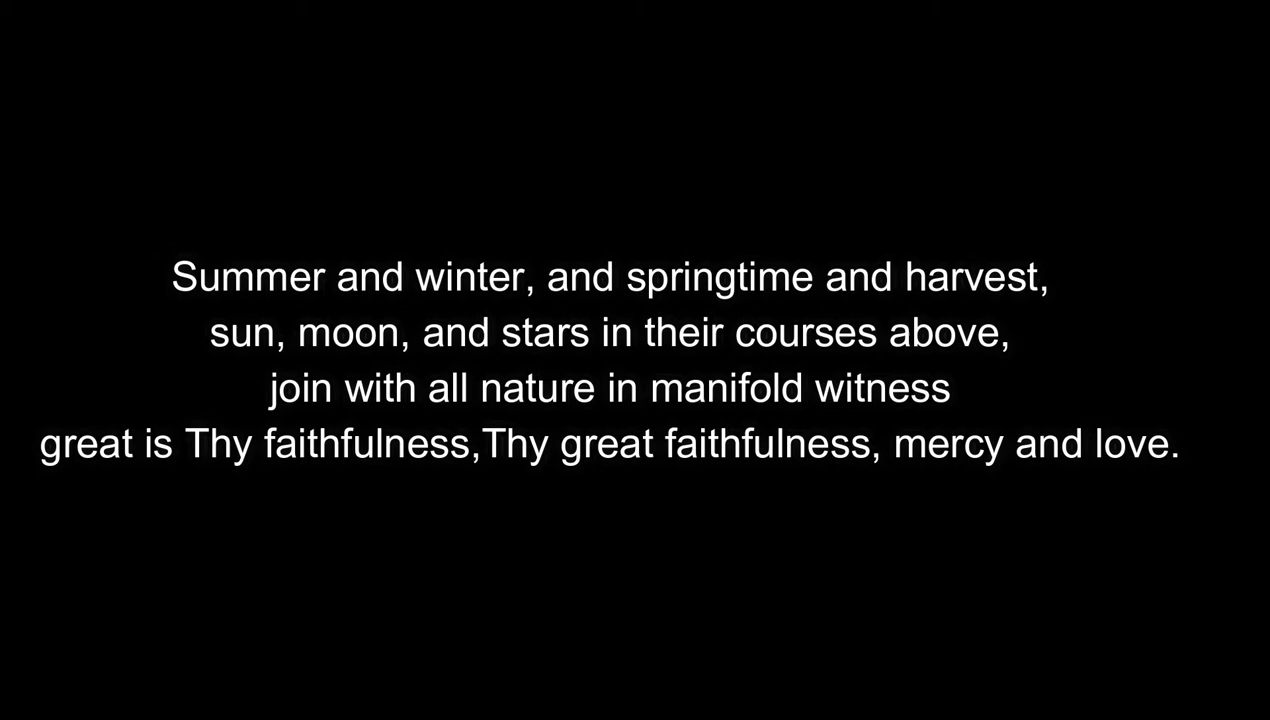 Summer and winter, and springtime and harvest,
sun, moon, and stars in their courses above,
join with all nature in manifold witness
great is Thy faithfulness,Thy great faithfulness, mercy and love.